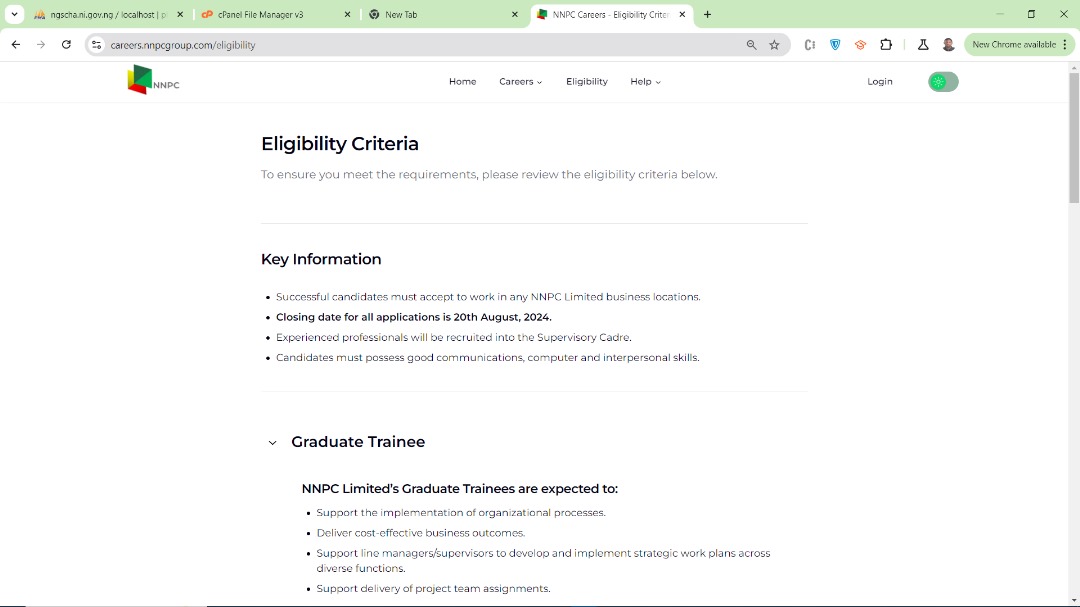 ngscha.ni.gov.ng / localhost | p
cPanel File Manager v3
New Tab
NNPC Careers - Eligibility Criter
careers.nnpcgroup.com/eligibility
New Chrome available
NNPC
Home
Careers
Eligibility
Help
Login
Eligibility Criteria
To ensure you meet the requirements, please review the eligibility criteria below.
Key Information
• Successful candidates must accept to work in any NNPC Limited business locations.
• Closing date for all applications is 20th August, 2024.
• Experienced professionals will be recruited into the Supervisory Cadre.
• Candidates must possess good communications, computer and interpersonal skills.
Graduate Trainee
NNPC Limited's Graduate Trainees are expected to:
• Support the implementation of organizational processes.
• Deliver cost-effective business outcomes.
• Support line managers/supervisors to develop and implement strategic work plans across
diverse functions.
• Support delivery of project team assignments.